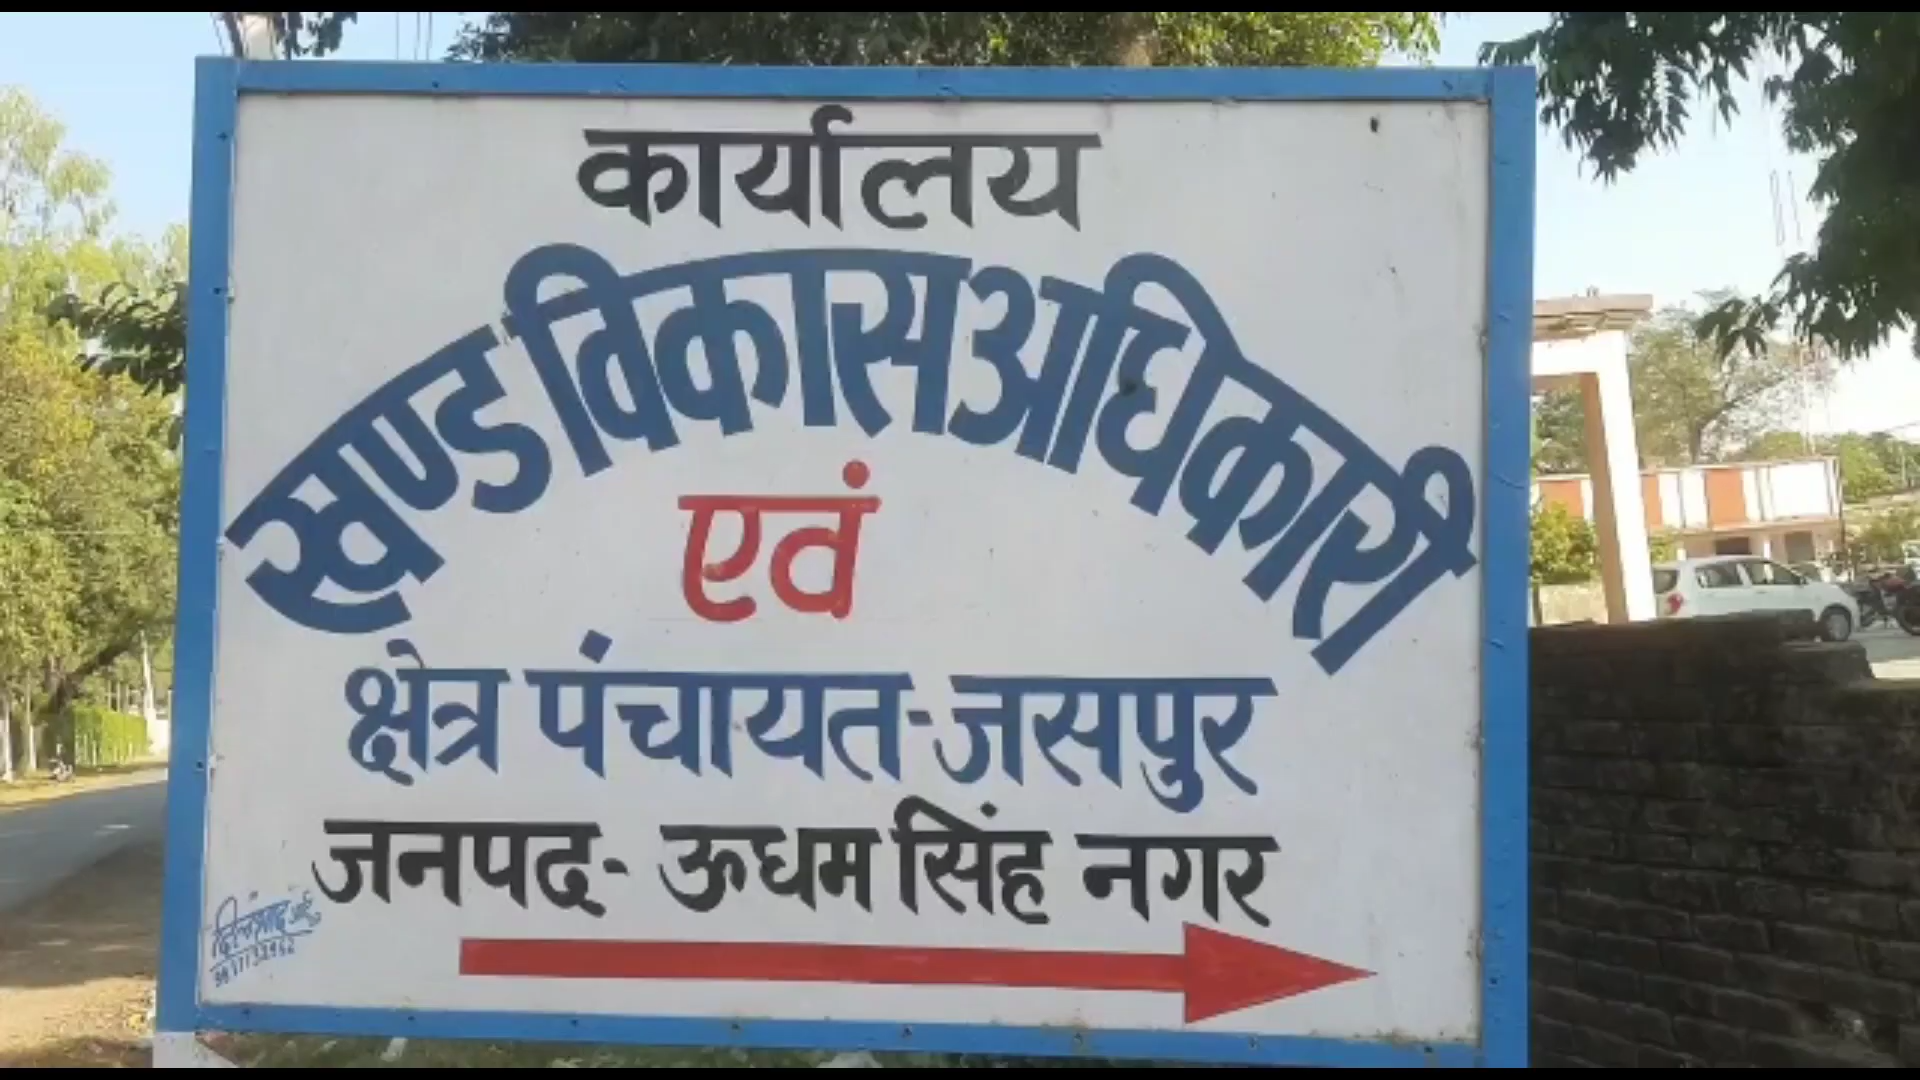 कार्यालय
खण्ड विकास अधिकारी
एवं
क्षेत्र पंचायत-जसपुर
जनपद- ऊधम सिंह नगर